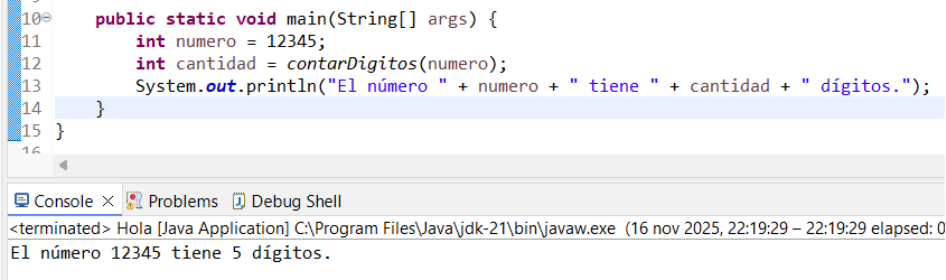 10 public static void main(String[] args) {
11 int numero = 12345;
12 int cantidad = contarDigitos(numero);
13 System.out.println("El número " + numero + " tiene " + cantidad + " dígitos.");
14 }
15 }
16
Console Problems Debug Shell
<terminated> Hola [Java Application] C:\Program Files\Java\jdk-21\bin\javaw.exe (16 nov 2025, 22:19:29 – 22:19:29 elapsed: 0
El número 12345 tiene 5 dígitos.